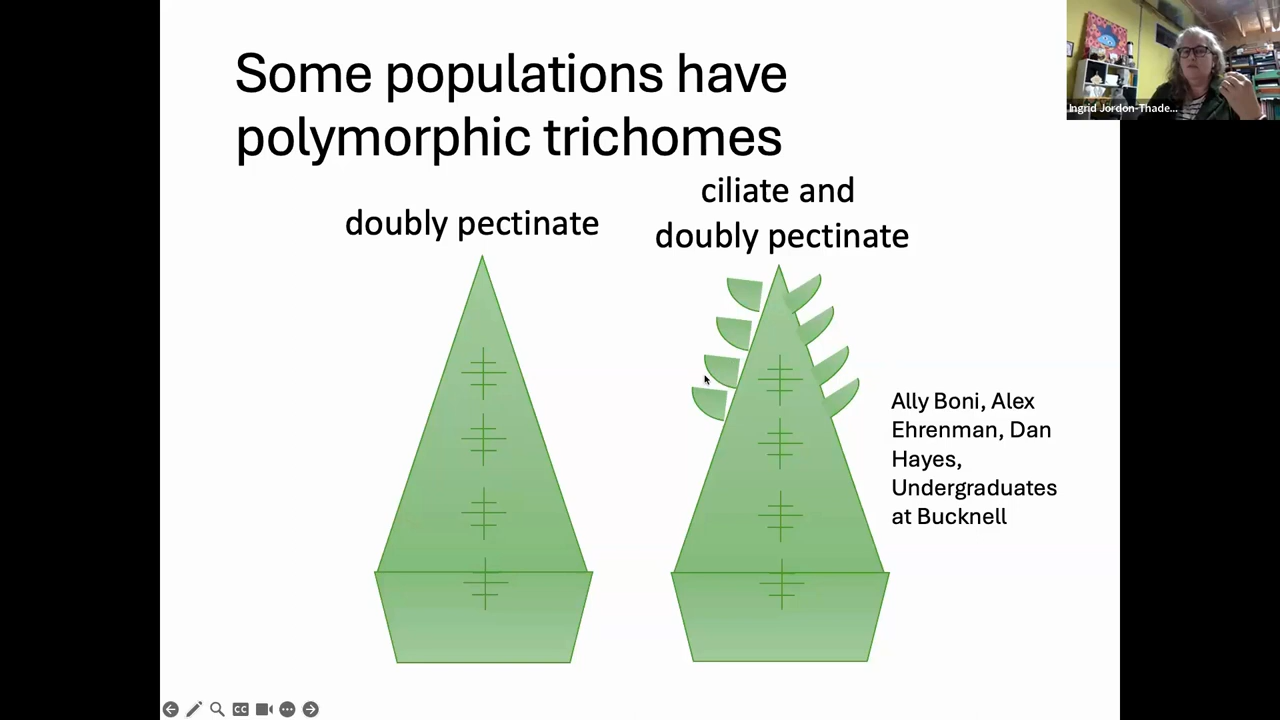 Some populations have
polymorphic trichomes
doubly pectinate
ciliate and
doubly pectinate
Ally Boni, Alex
Ehrenman, Dan
Hayes,
Undergraduates
at Bucknell
Ingrid Jordon-Thade...
CC